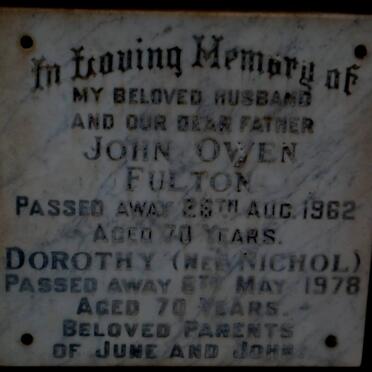 In Loving Memory of
MY BELOVED HUSBAND
AND OUR DEAR FATHER
JOHN OWEN
FULTON
PASSED AWAY 26TH AUG. 1962
AGED 70 YEARS.
DOROTHY (NEE NICHOL)
PASSED AWAY 6TH MAY 1978
AGED 70 YEARS.
BELOVED PARENTS
OF JUNE AND JOHN